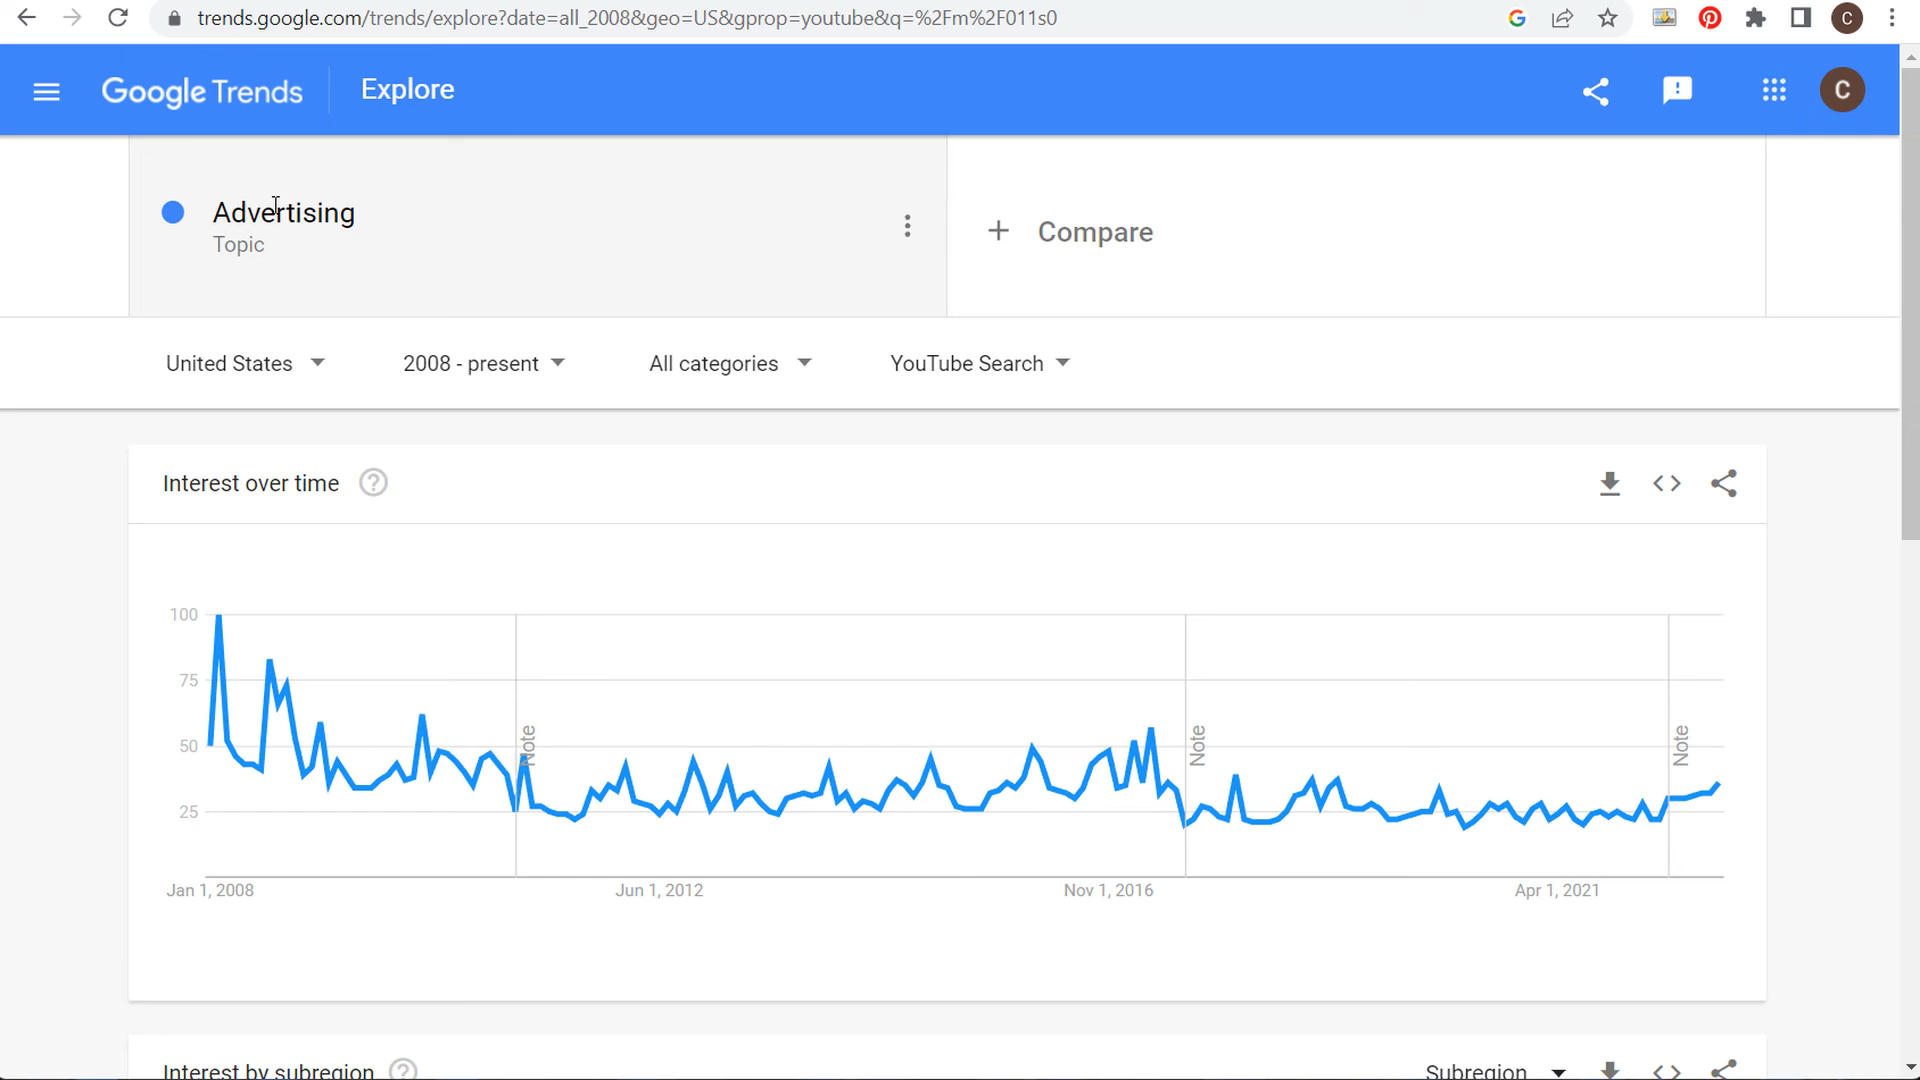 trends.google.com/trends/explore?date=all_2008&geo=US&gprop=youtube&q=%2Fm%2F011s0
G
C
Google Trends
Explore
C
Advertising
Topic
+ Compare
United States
2008 - present
All categories
YouTube Search
Interest over time ?
<>
100
75
50
25
Note
Note
Note
Jan 1, 2008
Jun 1, 2012
Nov 1, 2016
Apr 1, 2021
Interest by subregion ?
Subregion
<>